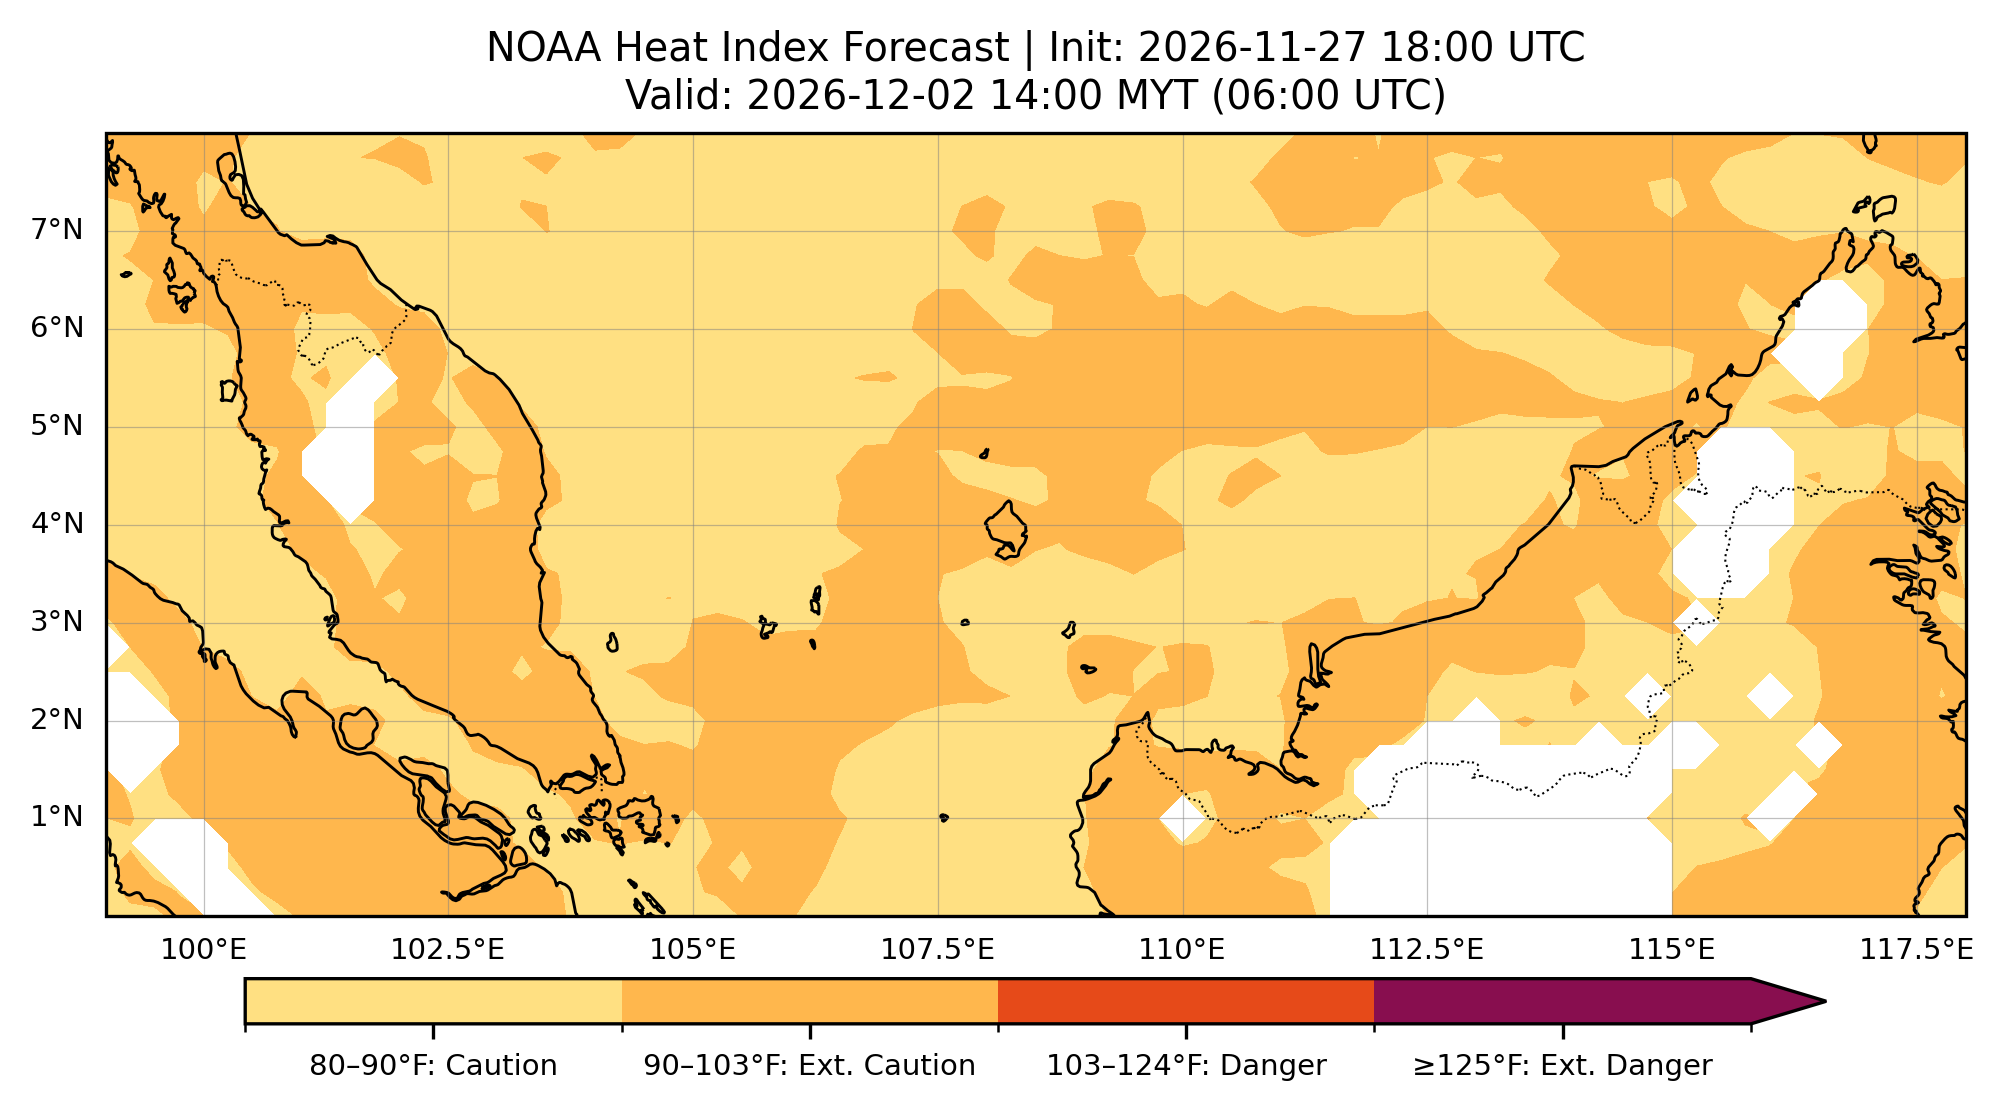 NOAA Heat Index Forecast | Init: 2026-11-27 18:00 UTC
Valid: 2026-12-02 14:00 MYT (06:00 UTC)
7°N
6°N
5°N
4°N
3°N
2°N
1°N
100°E 102.5°E 105°E 107.5°E 110°E 112.5°E 115°E 117.5°E
80–90°F: Caution 90–103°F: Ext. Caution 103–124°F: Danger ≥125°F: Ext. Danger